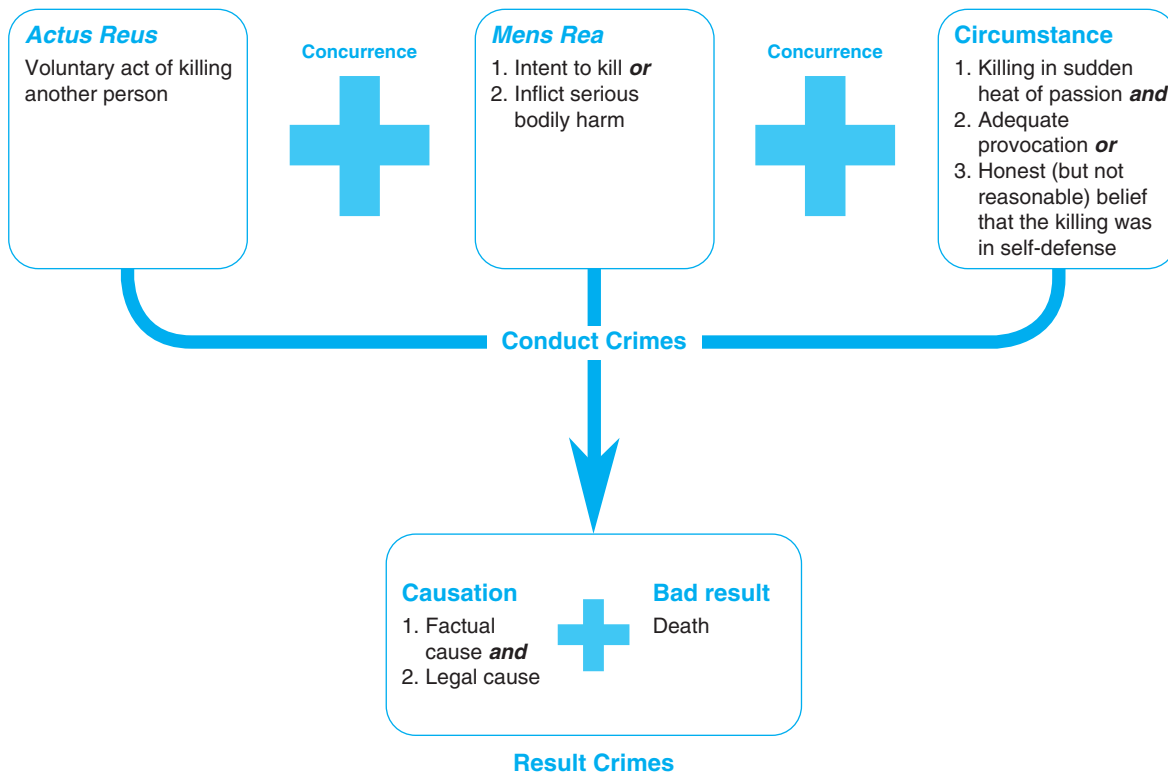 Actus Reus
Voluntary act of killing
another person
Concurrence
Mens Rea
1. Intent to kill or
2. Inflict serious
bodily harm
Concurrence
Circumstance
1. Killing in sudden
heat of passion and
2. Adequate
provocation or
3. Honest (but not
reasonable) belief
that the killing was
in self-defense
Conduct Crimes
Causation
1. Factual
cause and
2. Legal cause
Bad result
Death
Result Crimes